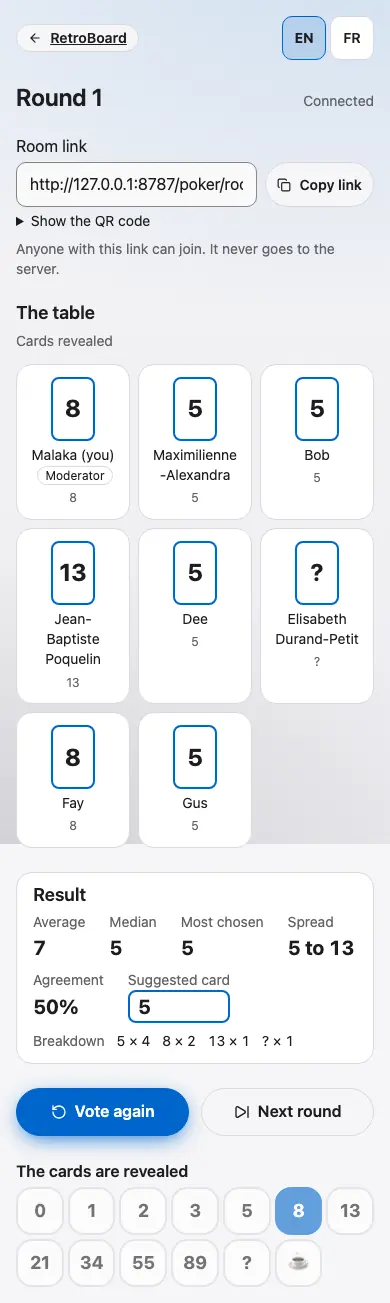 ← RetroBoard
EN
FR
Round 1
Connected
Room link
http://127.0.0.1:8787/poker/roo
Copy link
▶ Show the QR code
Anyone with this link can join. It never goes to the
server.
The table
Cards revealed
8
Malaka (you)
Moderator
8
5
Maximilienne
-Alexandra
5
5
Bob
5
13
Jean-
Baptiste
Poquelin
13
5
Dee
5
?
Elisabeth
Durand-Petit
?
8
Fay
8
5
Gus
5
Result
Average
7
Median
5
Most chosen
5
Spread
5 to 13
Agreement
50%
Suggested card
5
Breakdown 5 × 4 8 × 2 13 × 1 ? × 1
Vote again
Next round
The cards are revealed
0 1 2 3 5 8 13
21 34 55 89 ? ☕